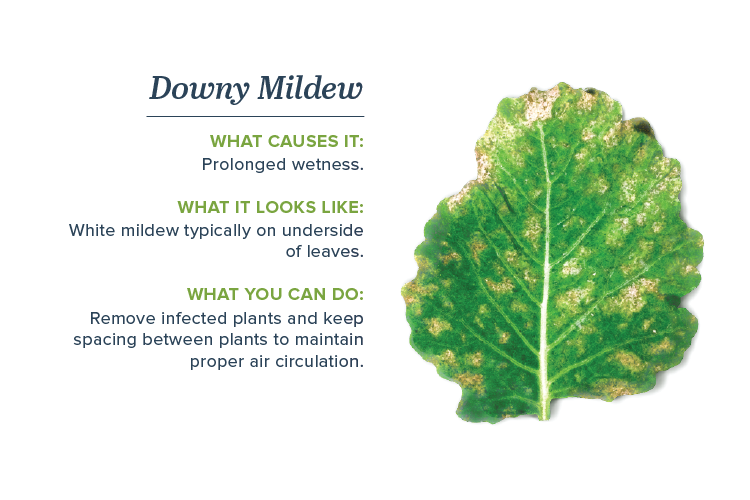 Downy Mildew
WHAT CAUSES IT:
Prolonged wetness.
WHAT IT LOOKS LIKE:
White mildew typically on underside
of leaves.
WHAT YOU CAN DO:
Remove infected plants and keep
spacing between plants to maintain
proper air circulation.